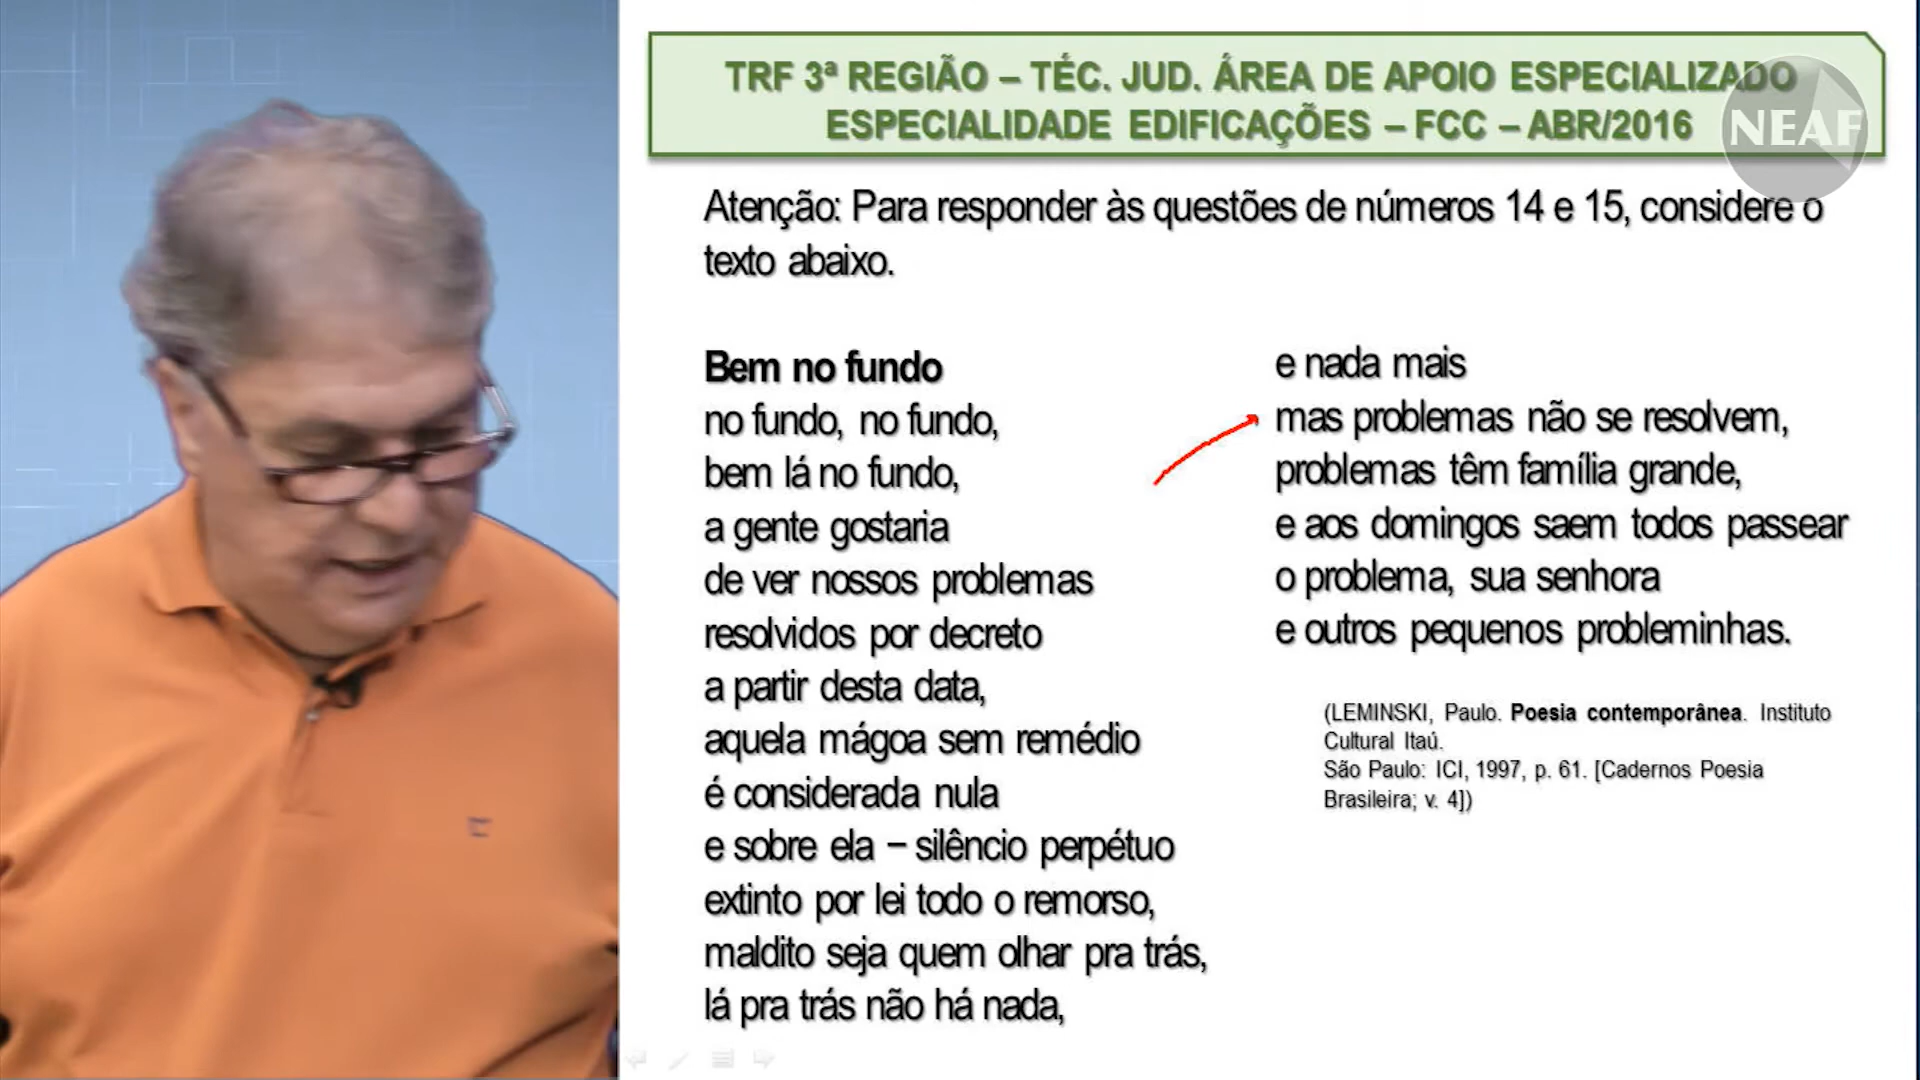 TRF 3ª REGIÃO – TÉC. JUD. ÁREA DE APOIO ESPECIALIZADO
ESPECIALIDADE EDIFICAÇÕES – FCC – ABR/2016
NEAF
Atenção: Para responder às questões de números 14 e 15, considere o
texto abaixo.
Bem no fundo
no fundo, no fundo,
bem lá no fundo,
a gente gostaria
de ver nossos problemas
resolvidos por decreto
a partir desta data,
aquela mágoa sem remédio
é considerada nula
e sobre ela − silêncio perpétuo
extinto por lei todo o remorso,
maldito seja quem olhar pra trás,
lá pra trás não há nada,
e nada mais
mas problemas não se resolvem,
problemas têm família grande,
e aos domingos saem todos passear
o problema, sua senhora
e outros pequenos probleminhas.
(LEMINSKI, Paulo. Poesia contemporânea. Instituto
Cultural Itaú.
São Paulo: ICI, 1997, p. 61. [Cadernos Poesia
Brasileira; v. 4])